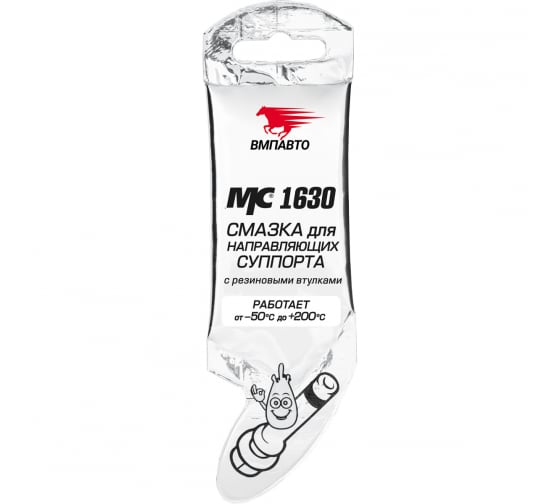 ВМПАВТО
МС 1630
СМАЗКА для
НАПРАВЛЯЮЩИХ
СУППОРТА
с резиновыми втулками
РАБОТАЕТ
от –50°С до +200°С